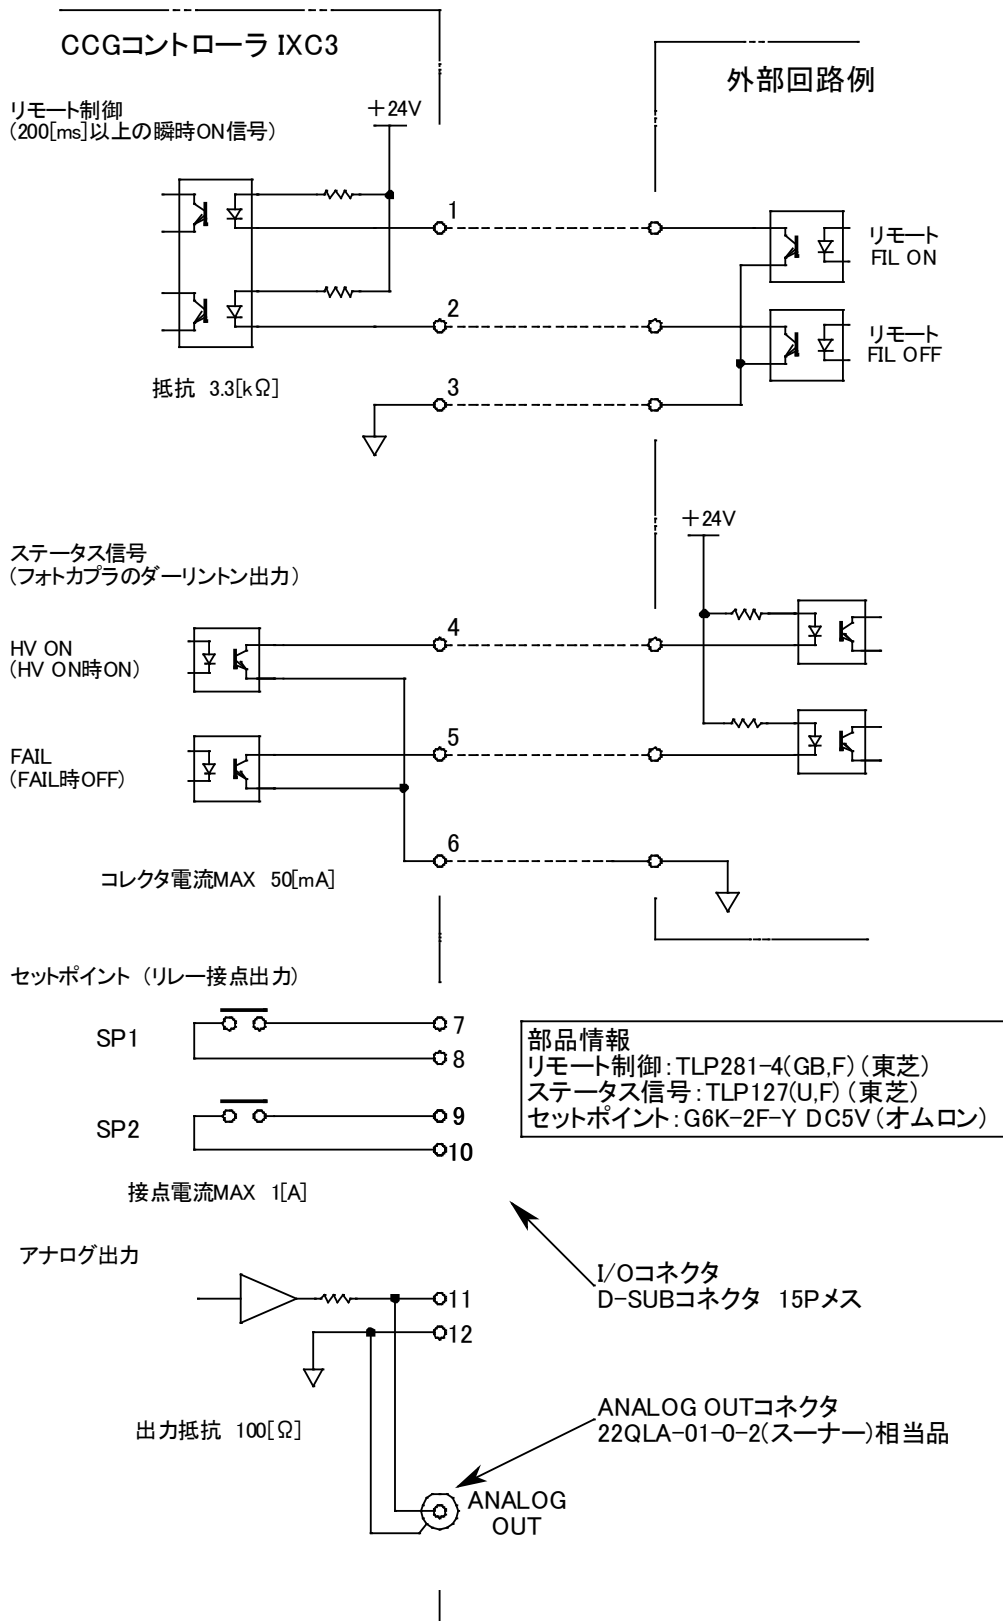 CCGコントローラ IXC3
外部回路例
リモート制御
(200[ms]以上の瞬時ON信号)
+24V
1
リモート
FIL ON
2
リモート
FIL OFF
抵抗 3.3[kΩ]
3
+24V
ステータス信号
(フォトカプラのダーリントン出力)
HV ON
(HV ON時ON)
4
FAIL
(FAIL時OFF)
5
6
コレクタ電流MAX 50[mA]
セットポイント (リレー接点出力)
SP1
7
8
SP2
9
10
接点電流MAX 1[A]
部品情報
リモート制御:TLP281-4(GB,F) (東芝)
ステータス信号:TLP127(U,F) (東芝)
セットポイント:G6K-2F-Y DC5V (オムロン)
アナログ出力
I/Oコネクタ
D-SUBコネクタ 15Pメス
11
12
出力抵抗 100[Ω]
ANALOG OUTコネクタ
22QLA-01-0-2(スーナー)相当品
ANALOG
OUT